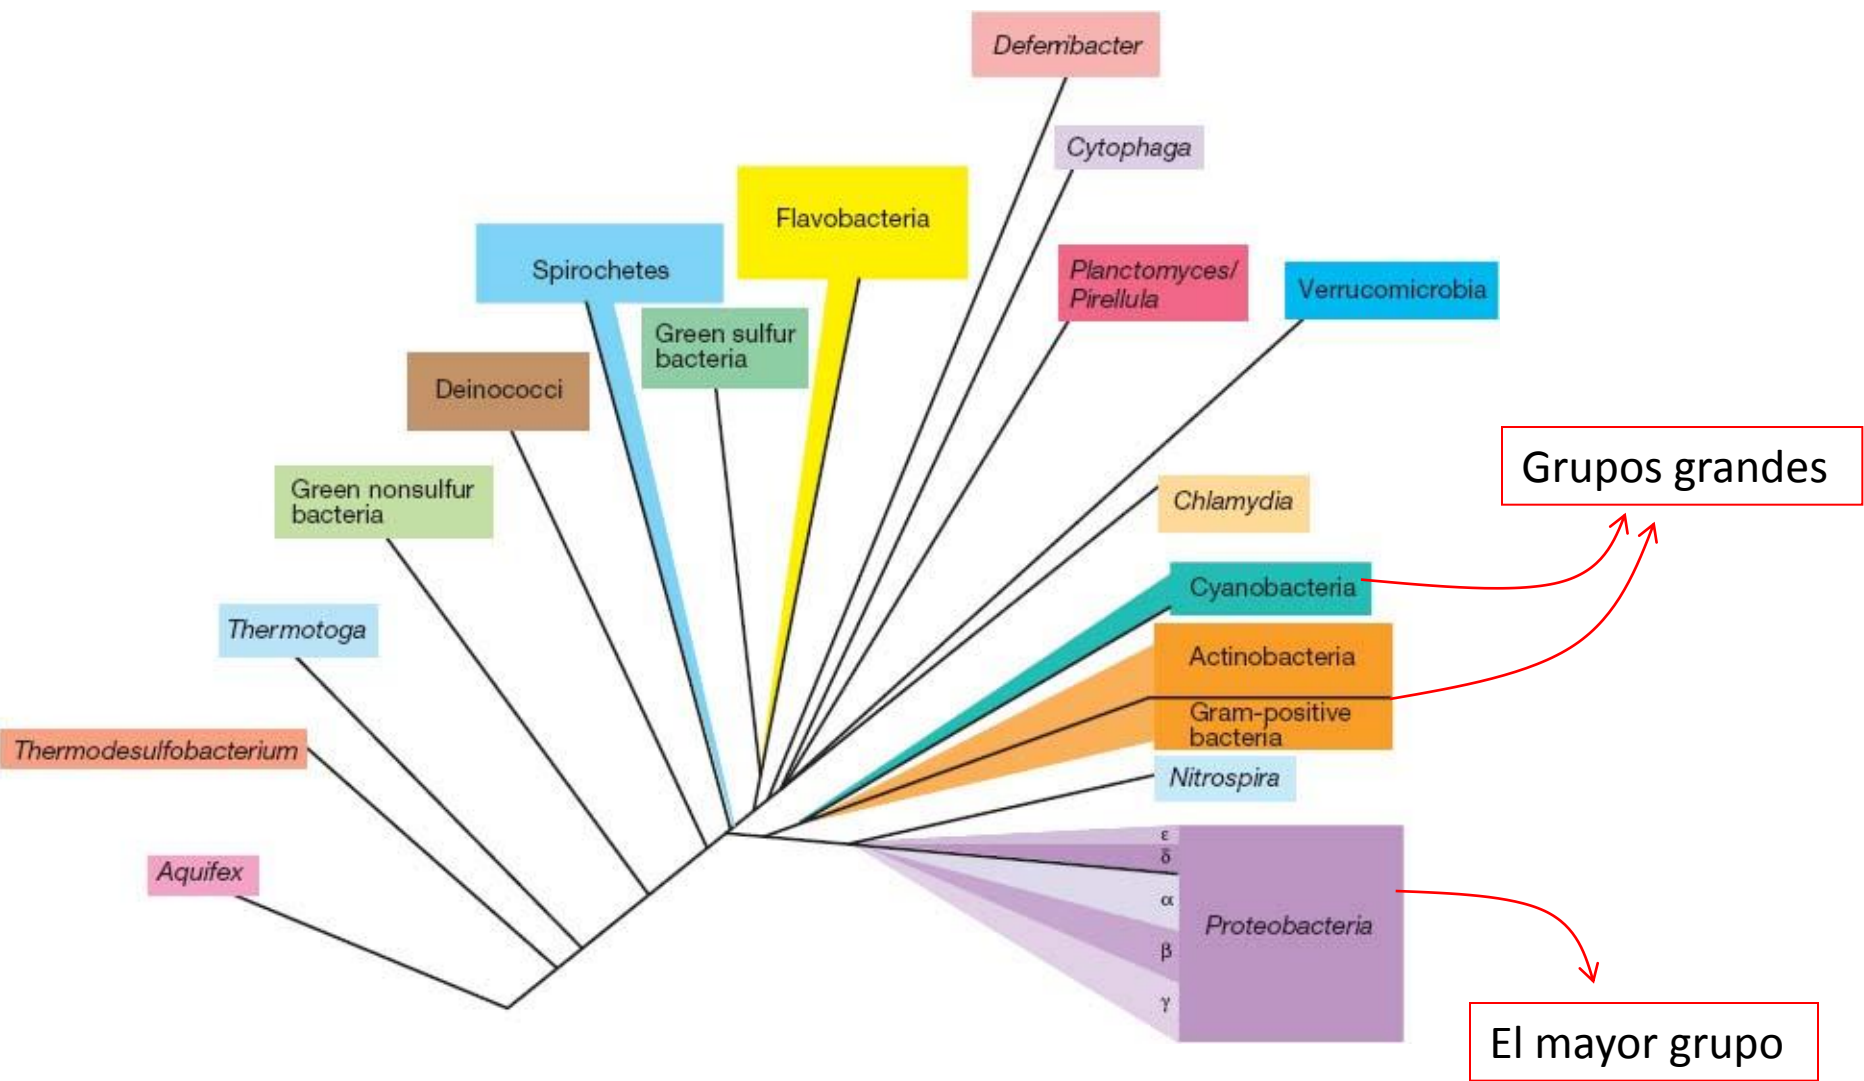 Deferribacter
Cytophaga
Flavobacteria
Spirochetes
Planctomyces/
Pirellula
Verrucomicrobia
Green sulfur
bacteria
Deinococci
Grupos grandes
Green nonsulfur
bacteria
Chlamydia
Cyanobacteria
Thermotoga
Actinobacteria
Gram-positive
bacteria
Thermodesulfobacterium
Nitrospira
ε
δ
Aquifex
α
Proteobacteria
β
γ
El mayor grupo